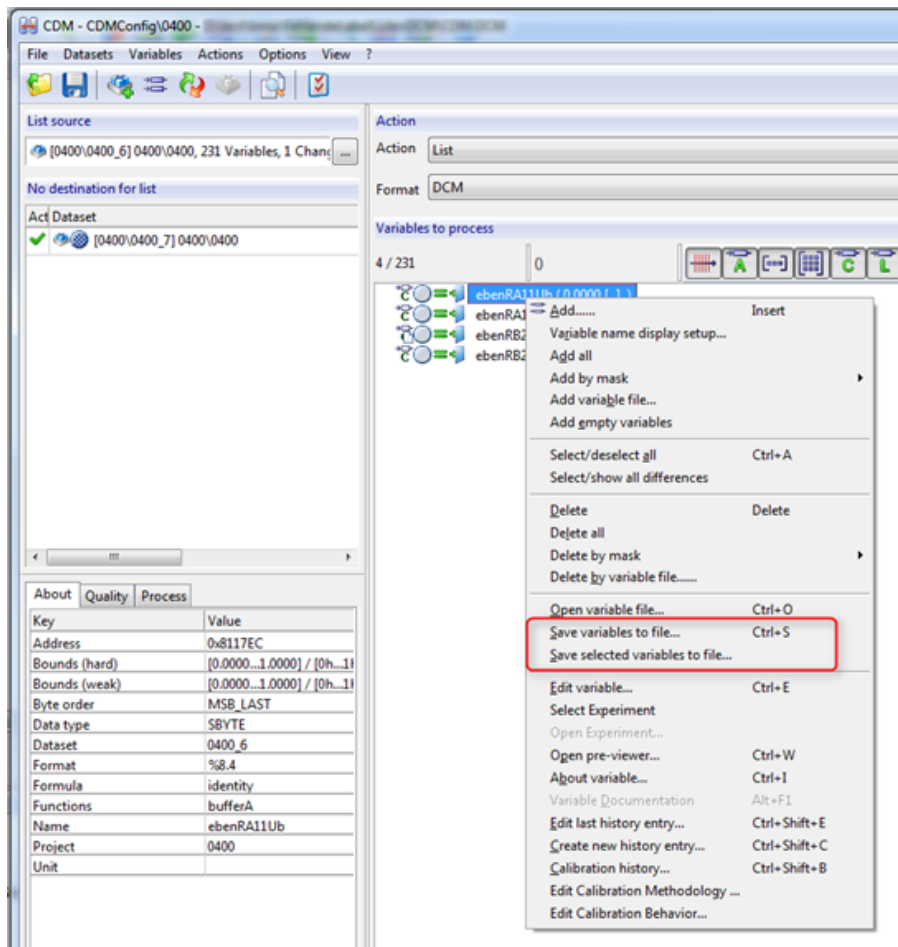 CDM - CDMConfig\0400 -
File Datasets Variables Actions Options View ?
List source
[0400\0400_6] 0400\0400, 231 Variables, 1 Chang ...
No destination for list
Act Dataset
[0400\0400_7] 0400\0400
Action
Action List
Format DCM
Variables to process
4 / 231 0
A C L
ebenRA11Ub ( 0.0000 [ ] )
ebenRA1
ebenRB2
ebenRB2
Add...... Insert
Variable name display setup...
Add all
Add by mask
Add variable file...
Add empty variables
Select/deselect all Ctrl+A
Select/show all differences
Delete Delete
Delete all
Delete by mask
Delete by variable file......
Open variable file... Ctrl+O
Save variables to file... Ctrl+S
Save selected variables to file...
Edit variable... Ctrl+E
Select Experiment
Open Experiment...
Open pre-viewer... Ctrl+W
About variable... Ctrl+I
Variable Documentation Alt+F1
Edit last history entry... Ctrl+Shift+E
Create new history entry... Ctrl+Shift+C
Calibration history... Ctrl+Shift+B
Edit Calibration Methodology ...
Edit Calibration Behavior...
About Quality Process
Key Value
Address 0x8117EC
Bounds (hard) [0.0000...1.0000] / [0h...1h
Bounds (weak) [0.0000...1.0000] / [0h...1h
Byte order MSB_LAST
Data type SBYTE
Dataset 0400_6
Format %8.4
Formula identity
Functions bufferA
Name ebenRA11Ub
Project 0400
Unit